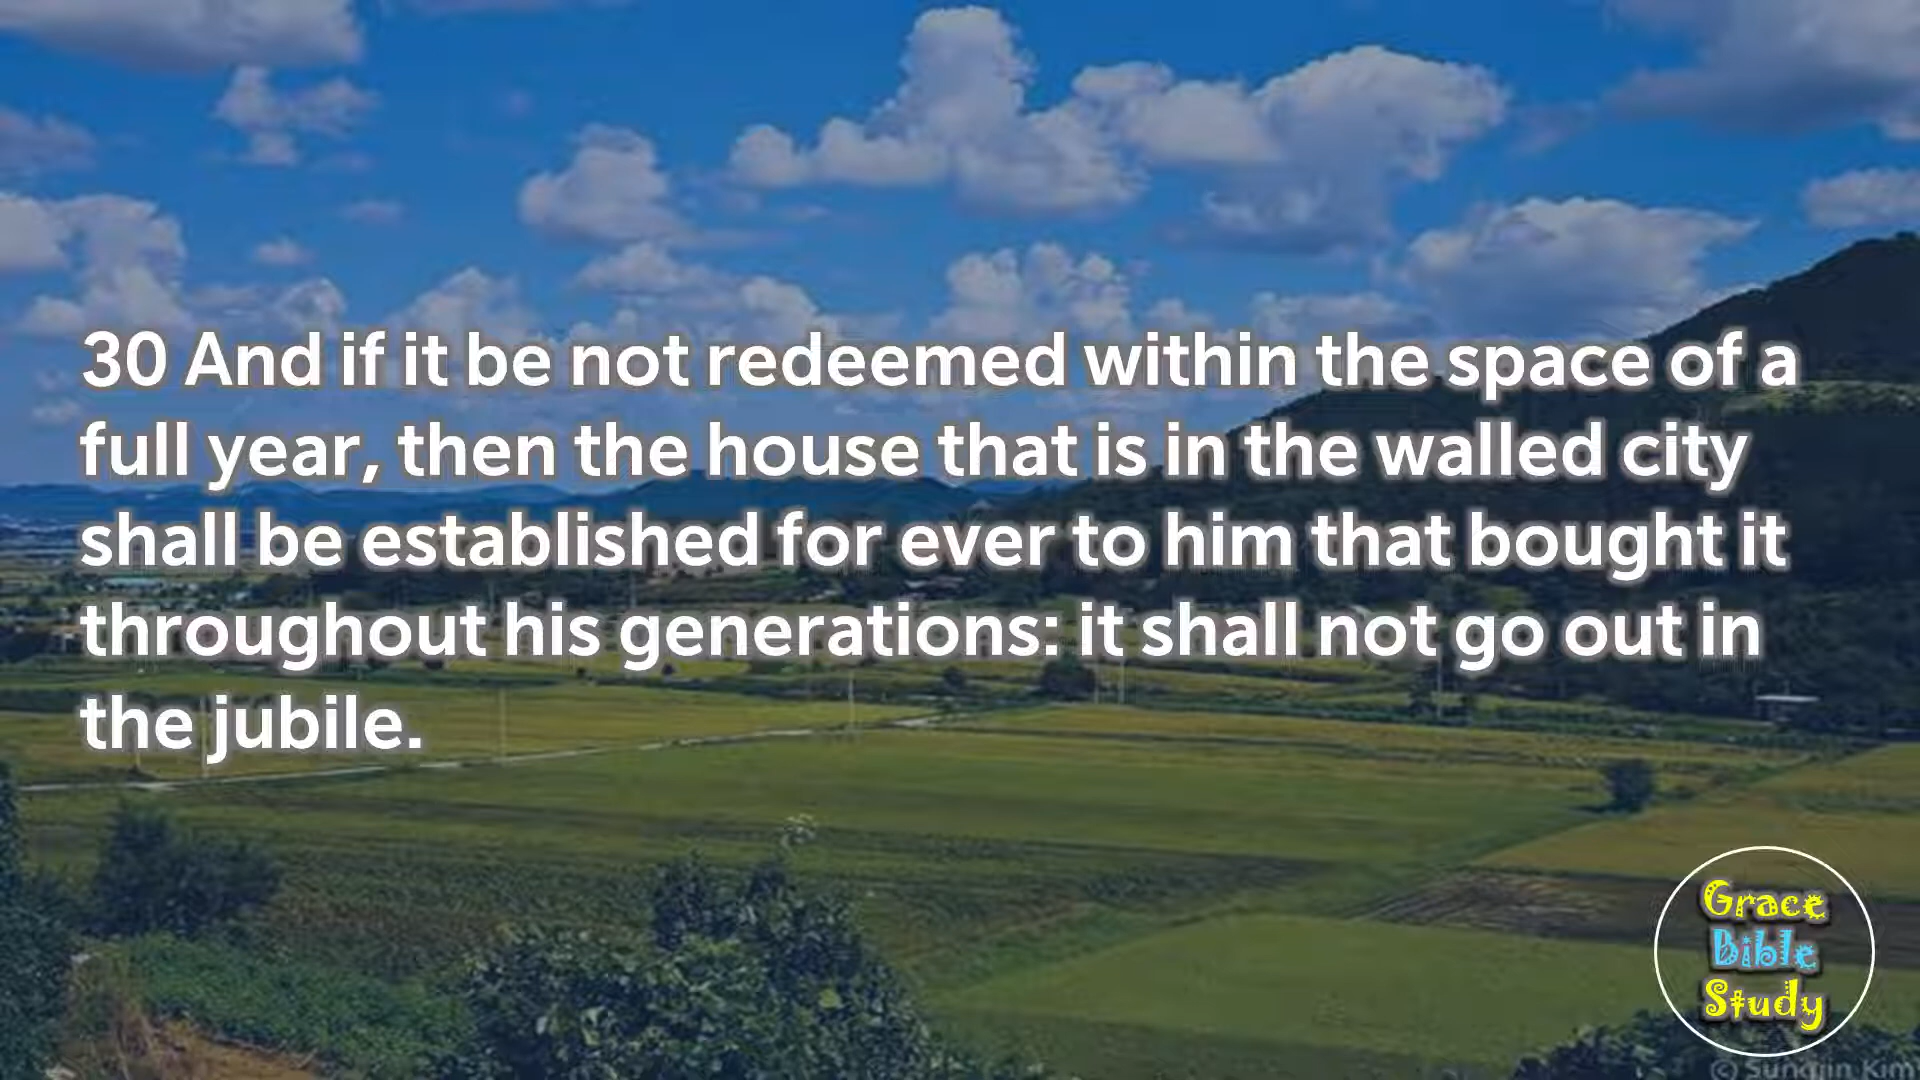 30 And if it be not redeemed within the space of a
full year, then the house that is in the walled city
shall be established for ever to him that bought it
throughout his generations: it shall not go out in
the jubile.
Grace
Bible
Study
© Sungjin Kim